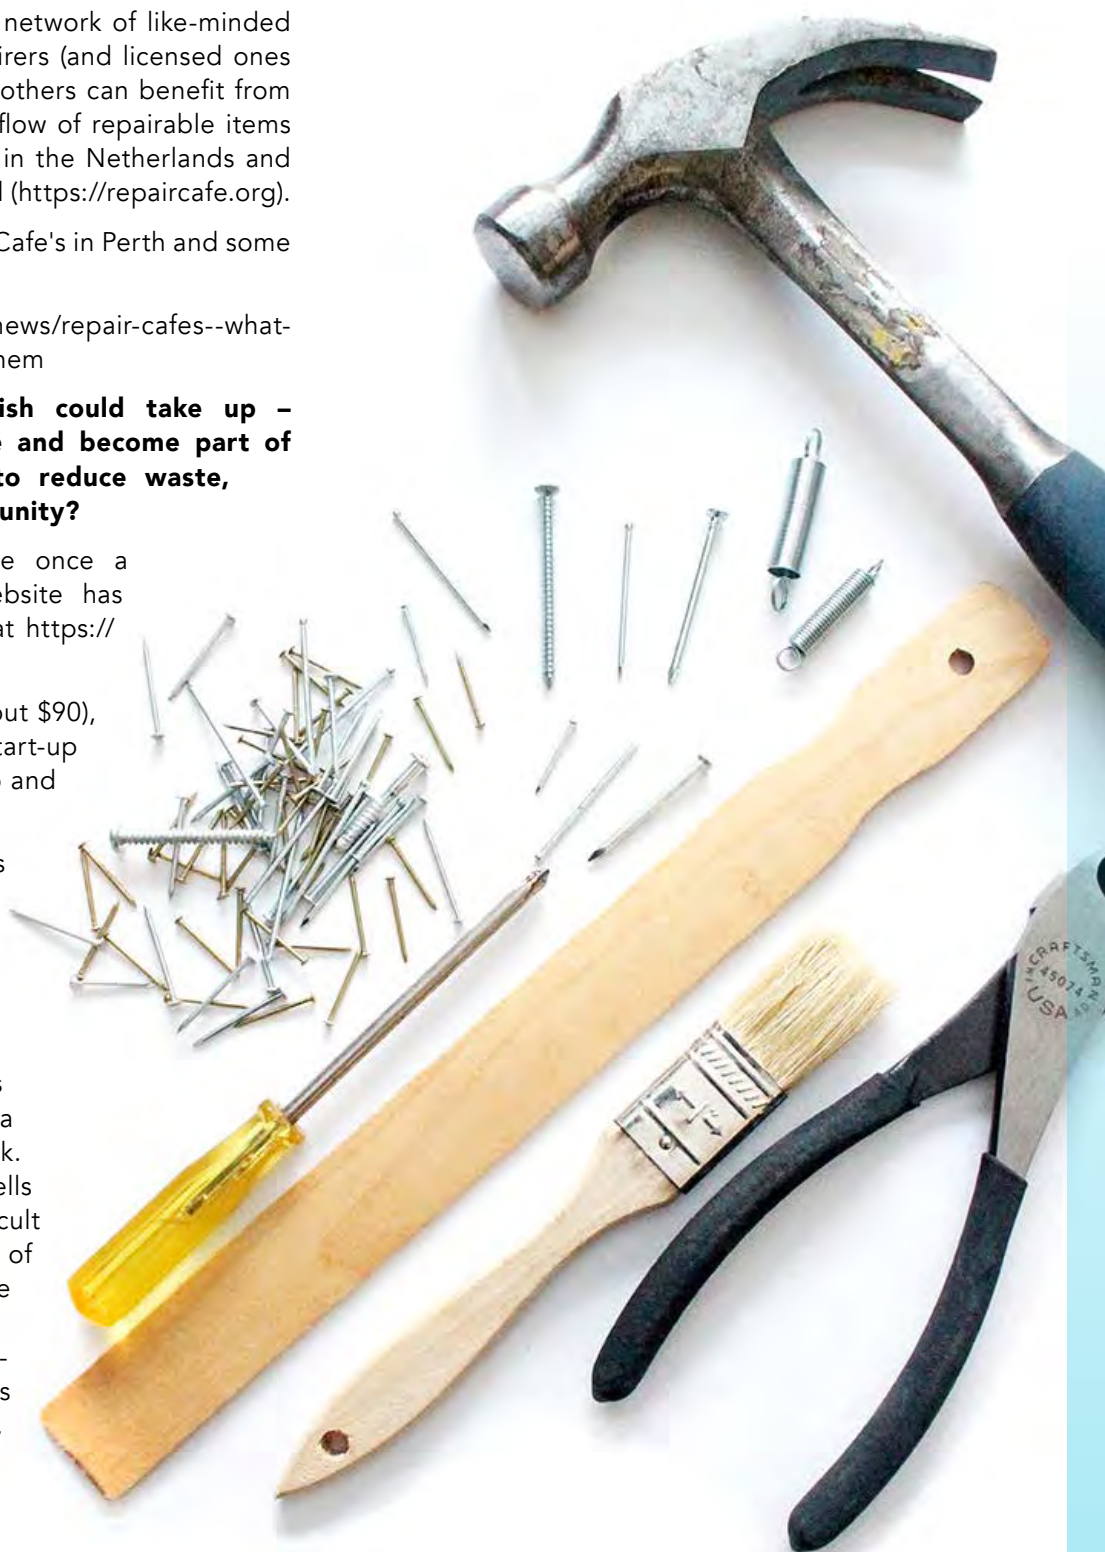 network of like-minded
irers (and licensed ones
others can benefit from
flow of repairable items
in the Netherlands and
(https://repaircafe.org).
Cafe's in Perth and some
news/repair-cafes--what-
hem
ish could take up –
and become part of
to reduce waste,
unity?
e once a
ebsite has
at https://
out $90),
tart-up
and
s
s
a
k.
ells
cult
of
e
-
s
CRAFTSMAN
45074
USA